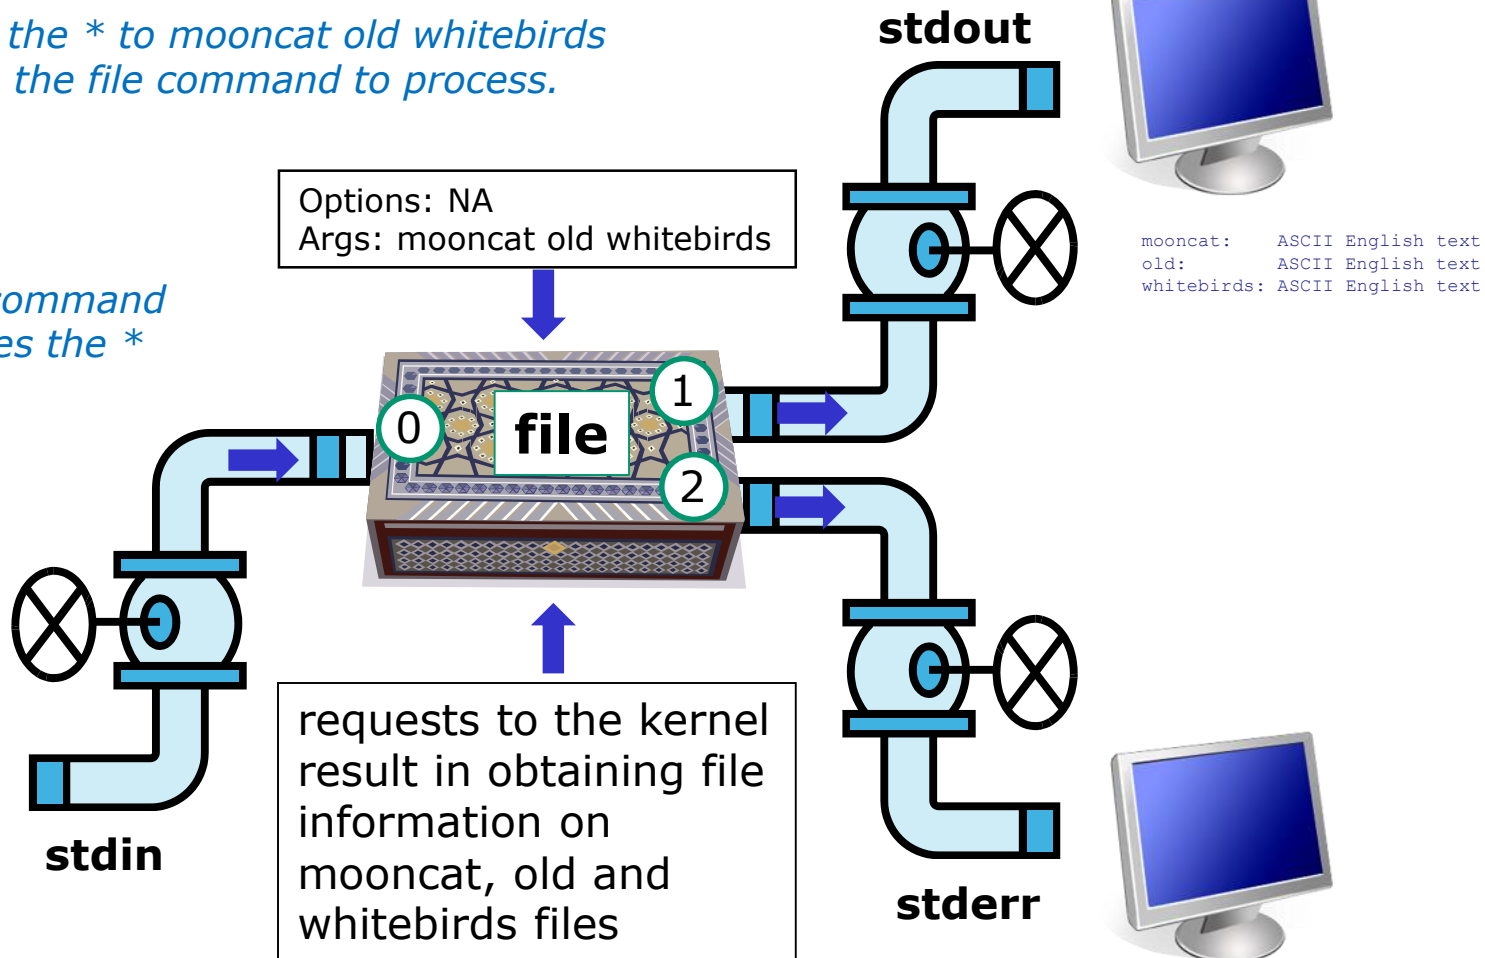 the * to mooncat old whitebirds
the file command to process.
stdout
Options: NA
Args: mooncat old whitebirds
mooncat: ASCII English text
old: ASCII English text
whitebirds: ASCII English text
command
es the *
1
0
file
2
requests to the kernel
result in obtaining file
information on
mooncat, old and
whitebirds files
stdin
stderr